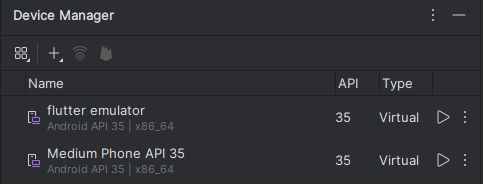 Device Manager
Name API Type
flutter emulator 35 Virtual
Android API 35 | x86_64
Medium Phone API 35 35 Virtual
Android API 35 | x86_64